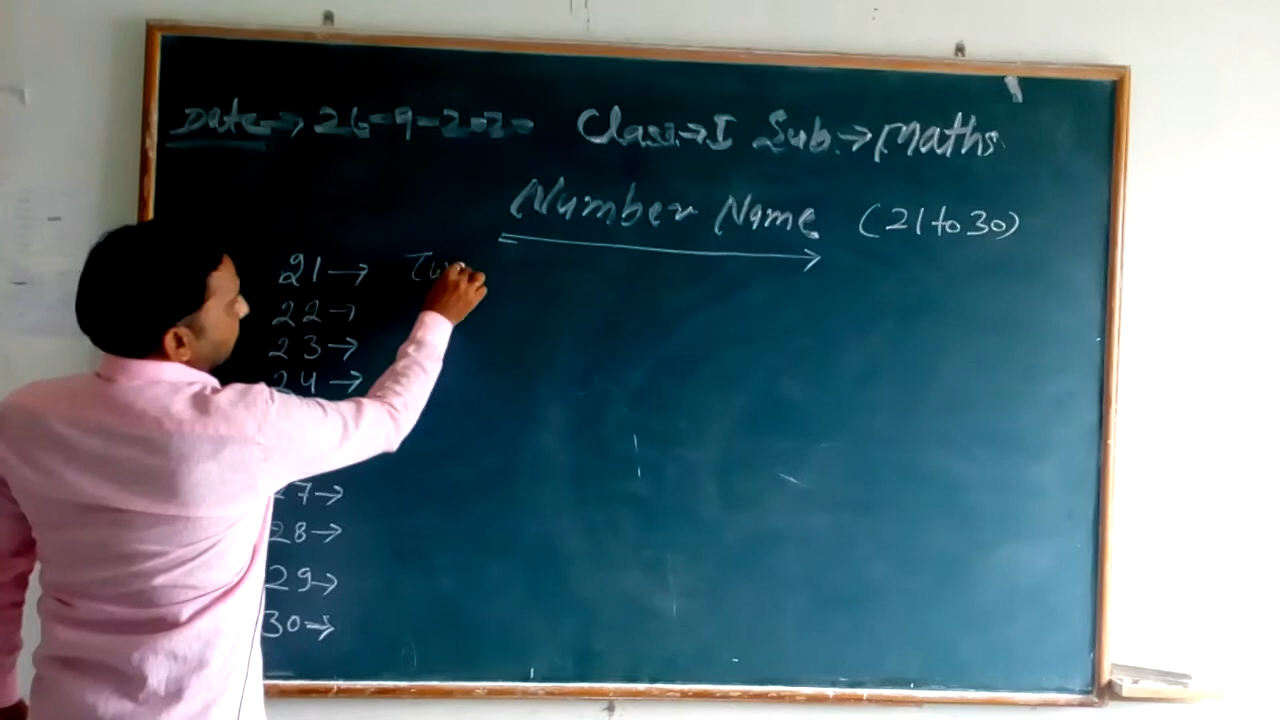 Date→ 26-9-2020 Class→I Sub.→Maths
Number Name (21 to 30)
21→ Tw
22→
23→
24→
27→
28→
29→
30→